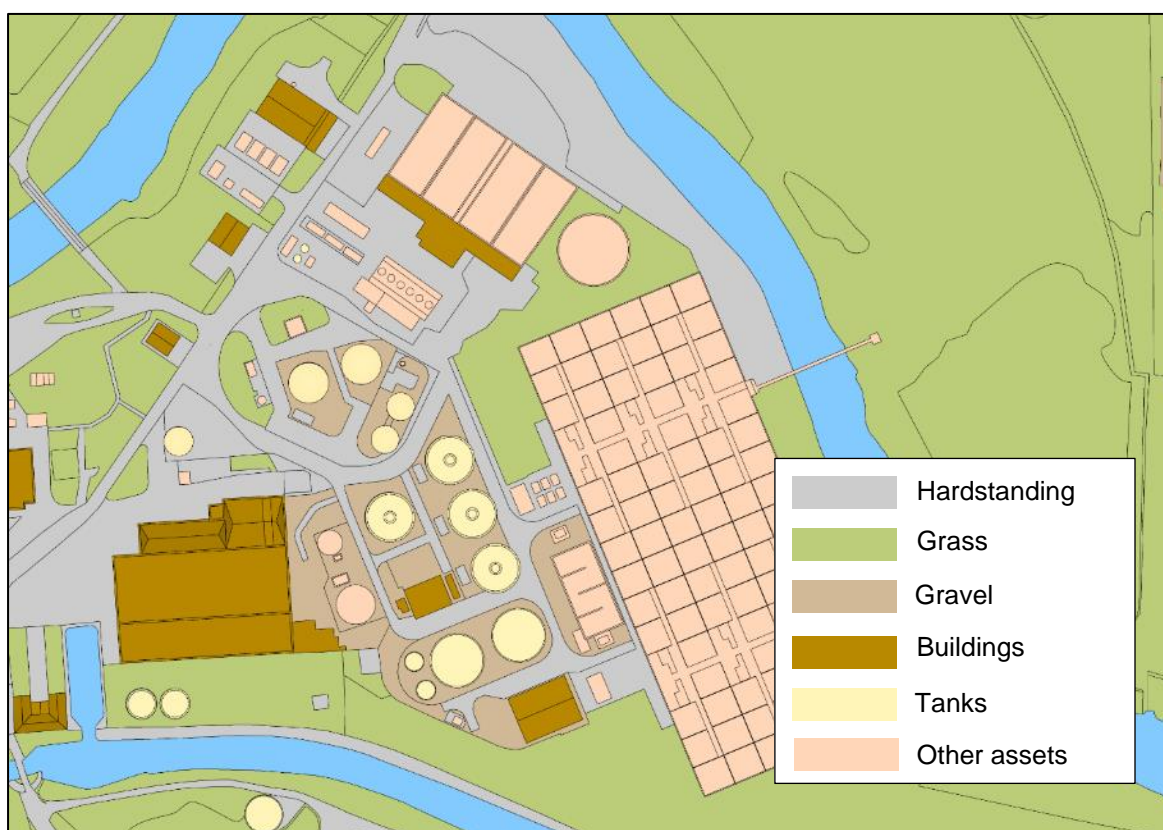 Hardstanding
Grass
Gravel
Buildings
Tanks
Other assets